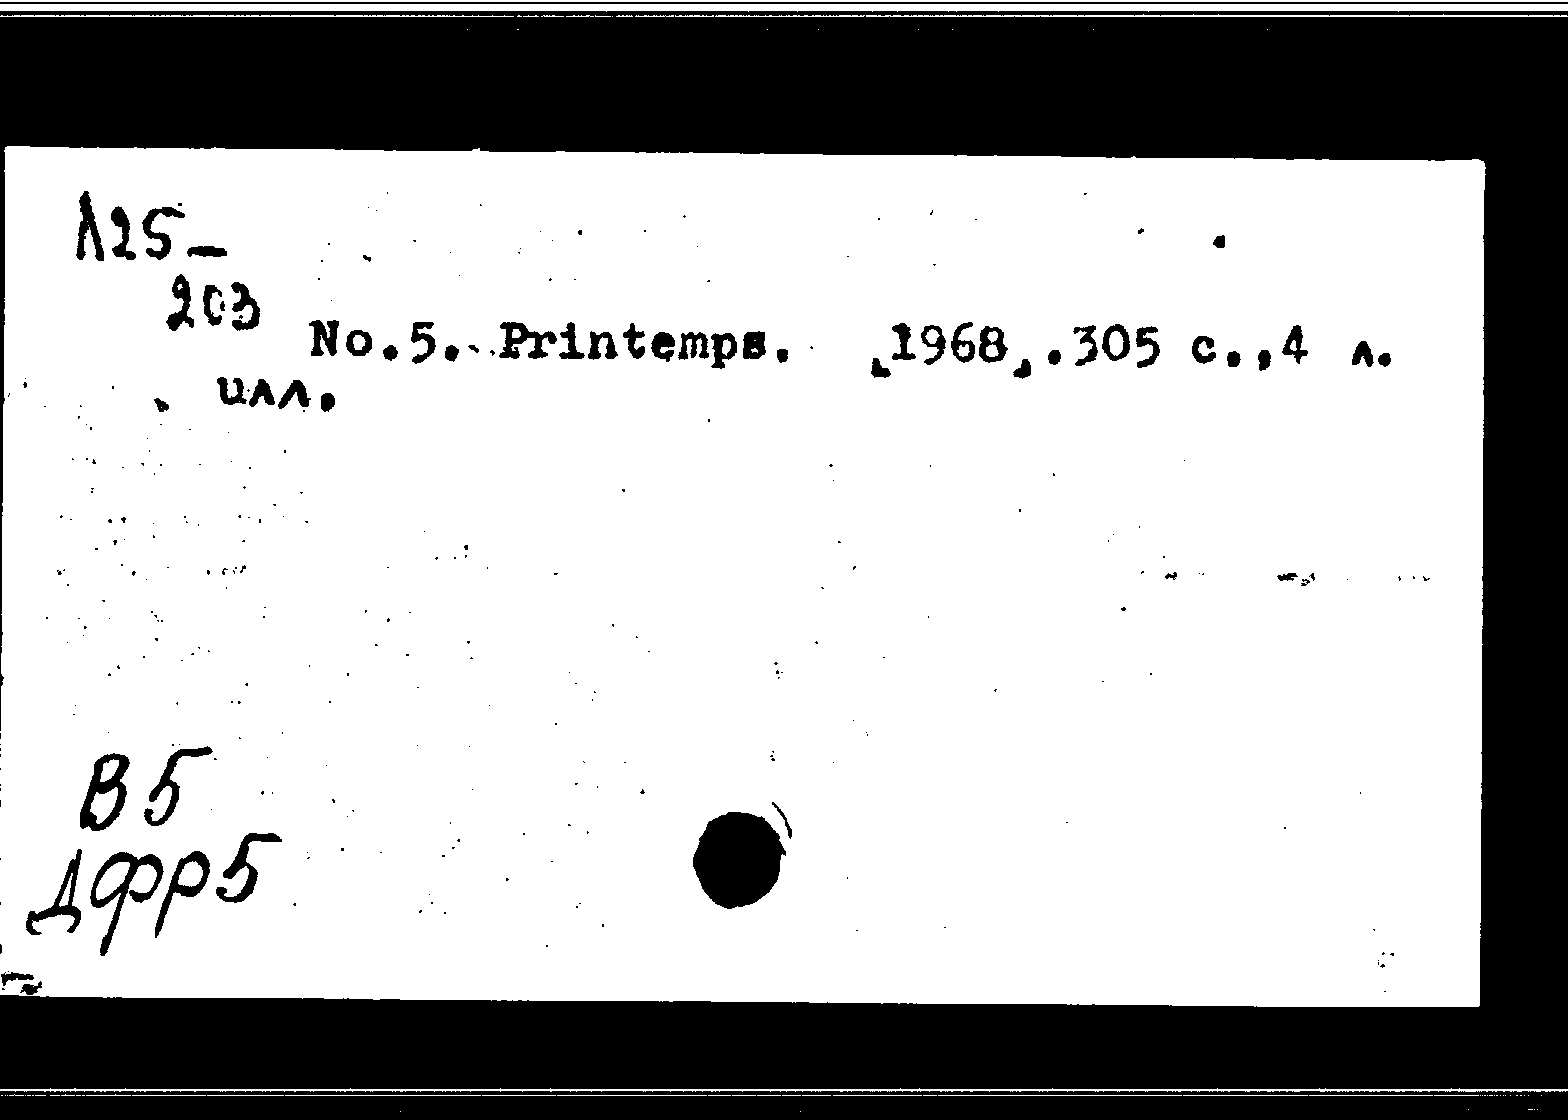 Л25-
203
No.5. Printemps. [1968].305 с.,4 л.
илл.
В5
Дфр5